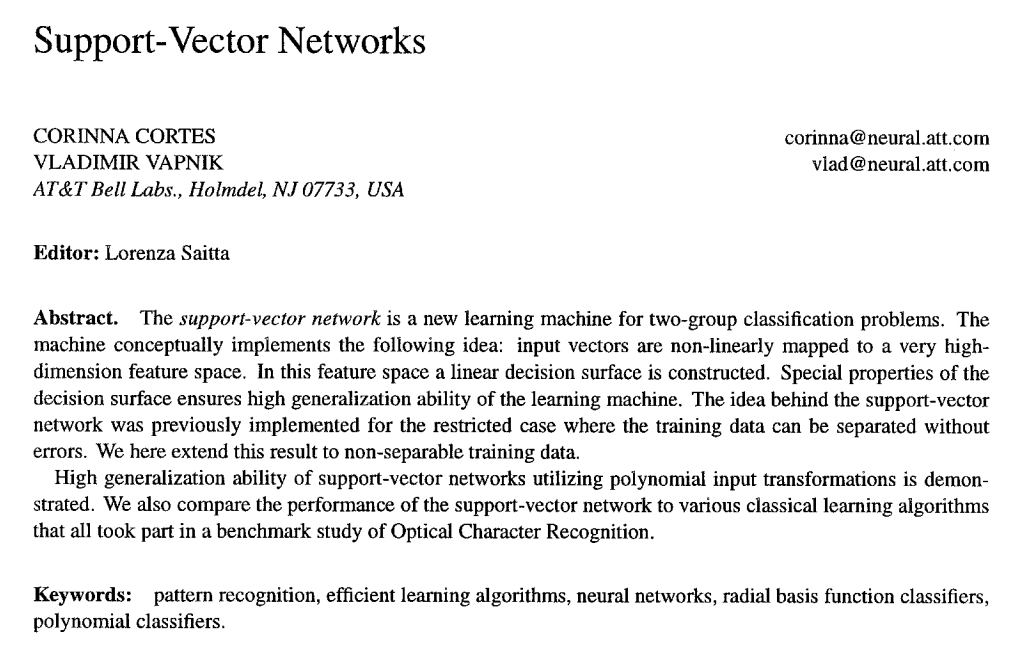 Support-Vector Networks
CORINNA CORTES corinna@neural.att.com
VLADIMIR VAPNIK vlad@neural.att.com
AT&T Bell Labs., Holmdel, NJ 07733, USA
Editor: Lorenza Saitta
Abstract. The support-vector network is a new learning machine for two-group classification problems. The
machine conceptually implements the following idea: input vectors are non-linearly mapped to a very high-
dimension feature space. In this feature space a linear decision surface is constructed. Special properties of the
decision surface ensures high generalization ability of the learning machine. The idea behind the support-vector
network was previously implemented for the restricted case where the training data can be separated without
errors. We here extend this result to non-separable training data.
High generalization ability of support-vector networks utilizing polynomial input transformations is demon-
strated. We also compare the performance of the support-vector network to various classical learning algorithms
that all took part in a benchmark study of Optical Character Recognition.
Keywords: pattern recognition, efficient learning algorithms, neural networks, radial basis function classifiers,
polynomial classifiers.